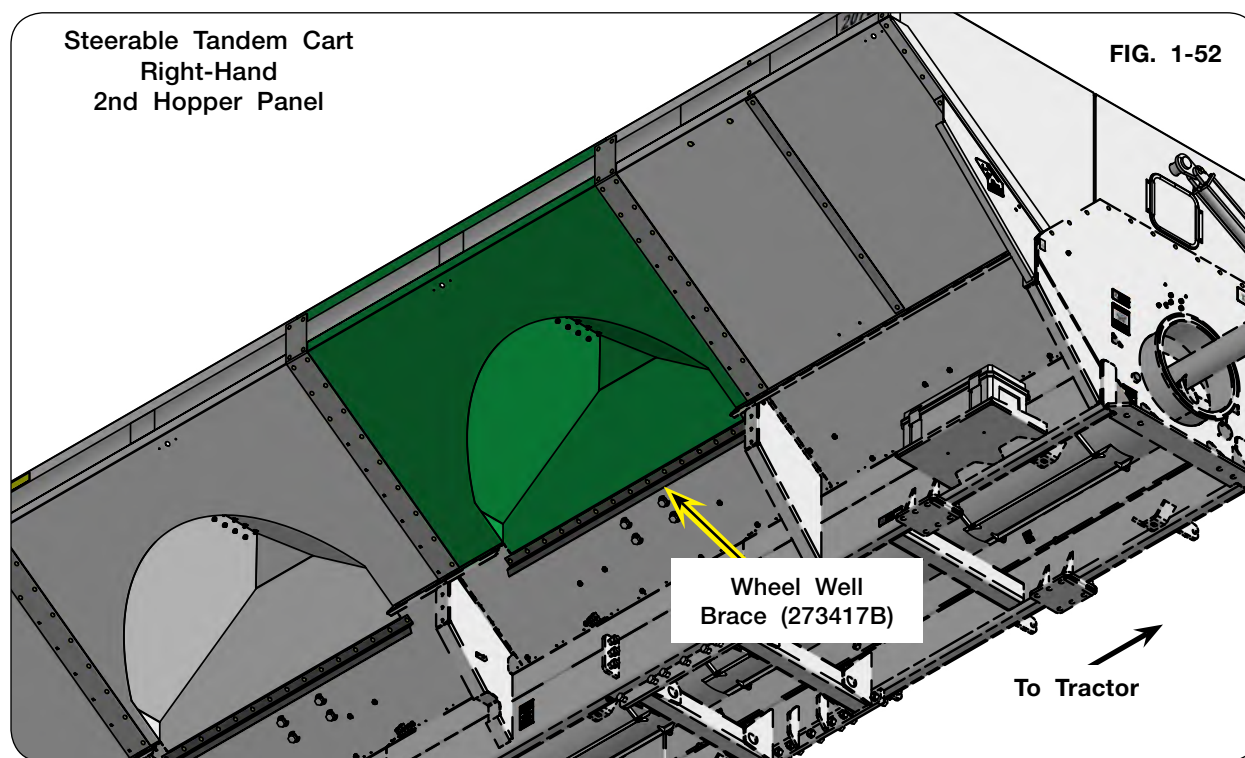 Steerable Tandem Cart
Right-Hand
2nd Hopper Panel
FIG. 1-52
Wheel Well
Brace (273417B)
To Tractor